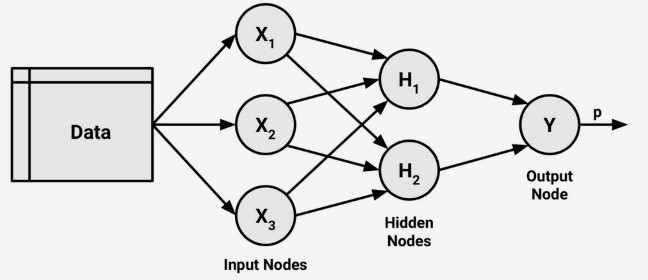 Data
X1
X2
X3
Input Nodes
H1
H2
Hidden
Nodes
Y
Output
Node
p